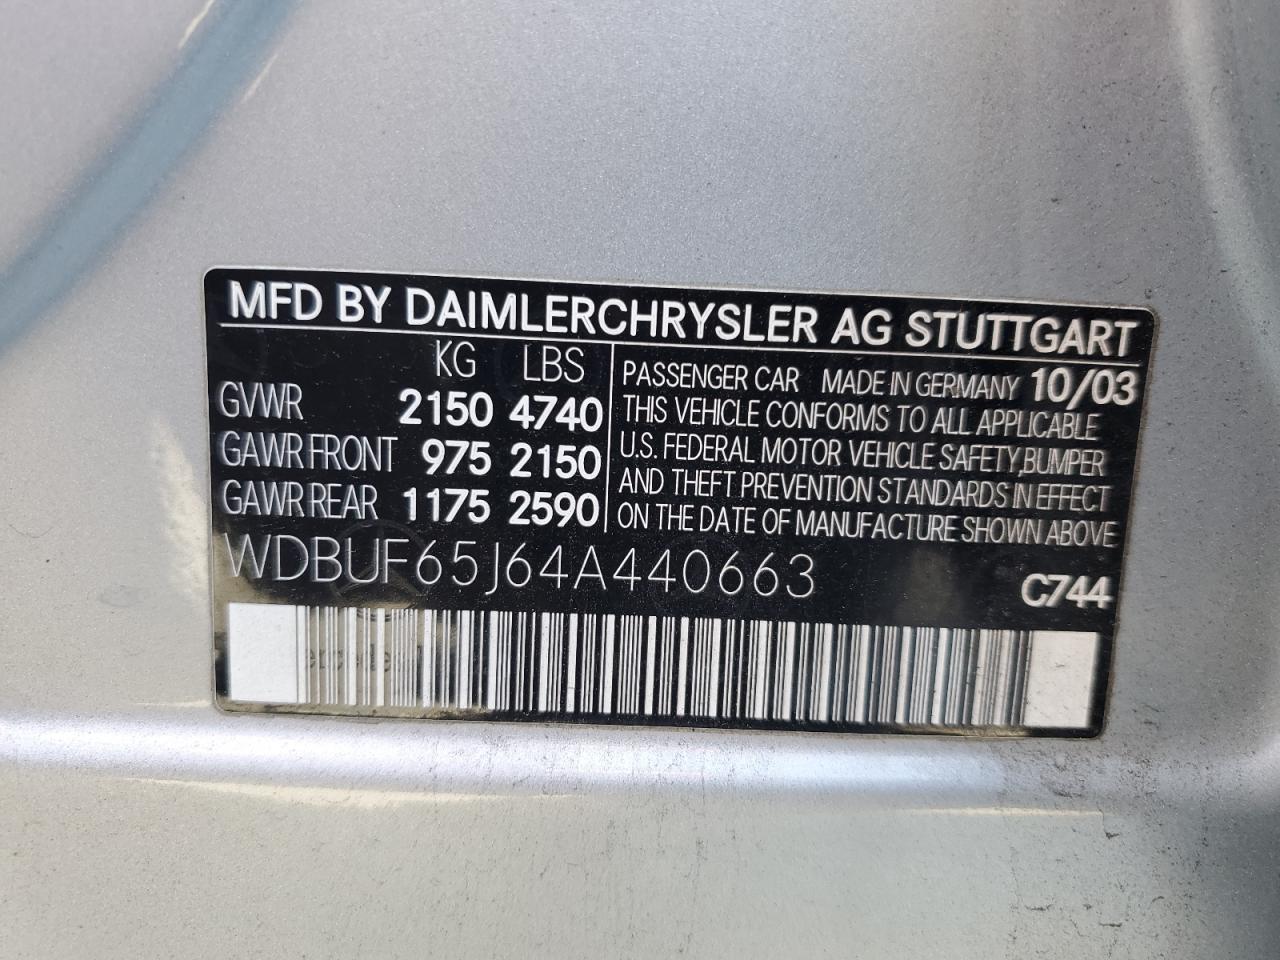 MFD BY DAIMLERCHRYSLER AG STUTTGART
KG LBS
GVWR 2150 4740
GAWR FRONT 975 2150
GAWR REAR 1175 2590
PASSENGER CAR MADE IN GERMANY 10/03
THIS VEHICLE CONFORMS TO ALL APPLICABLE
U.S. FEDERAL MOTOR VEHICLE SAFETY,BUMPER
AND THEFT PREVENTION STANDARDS IN EFFECT
ON THE DATE OF MANUFACTURE SHOWN ABOVE
WDBUF65J64A440663
C744